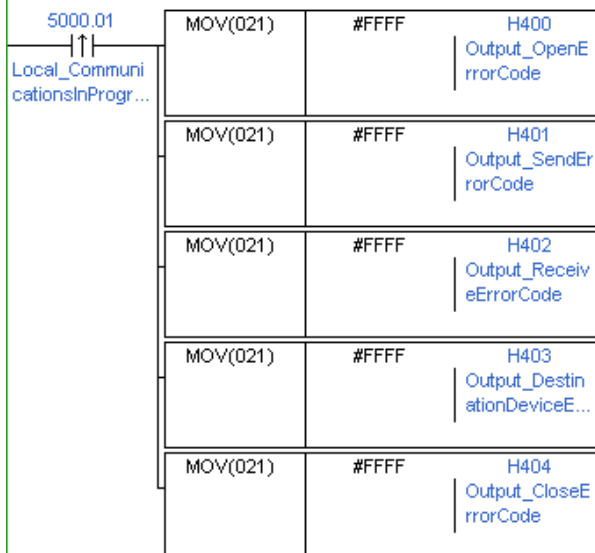 5000.01
Local_Communi
cationsInProgr...
MOV(021) #FFFF H400
Output_OpenE
rrorCode
MOV(021) #FFFF H401
Output_SendEr
rorCode
MOV(021) #FFFF H402
Output_Receiv
eErrorCode
MOV(021) #FFFF H403
Output_Destin
ationDeviceE...
MOV(021) #FFFF H404
Output_CloseE
rrorCode